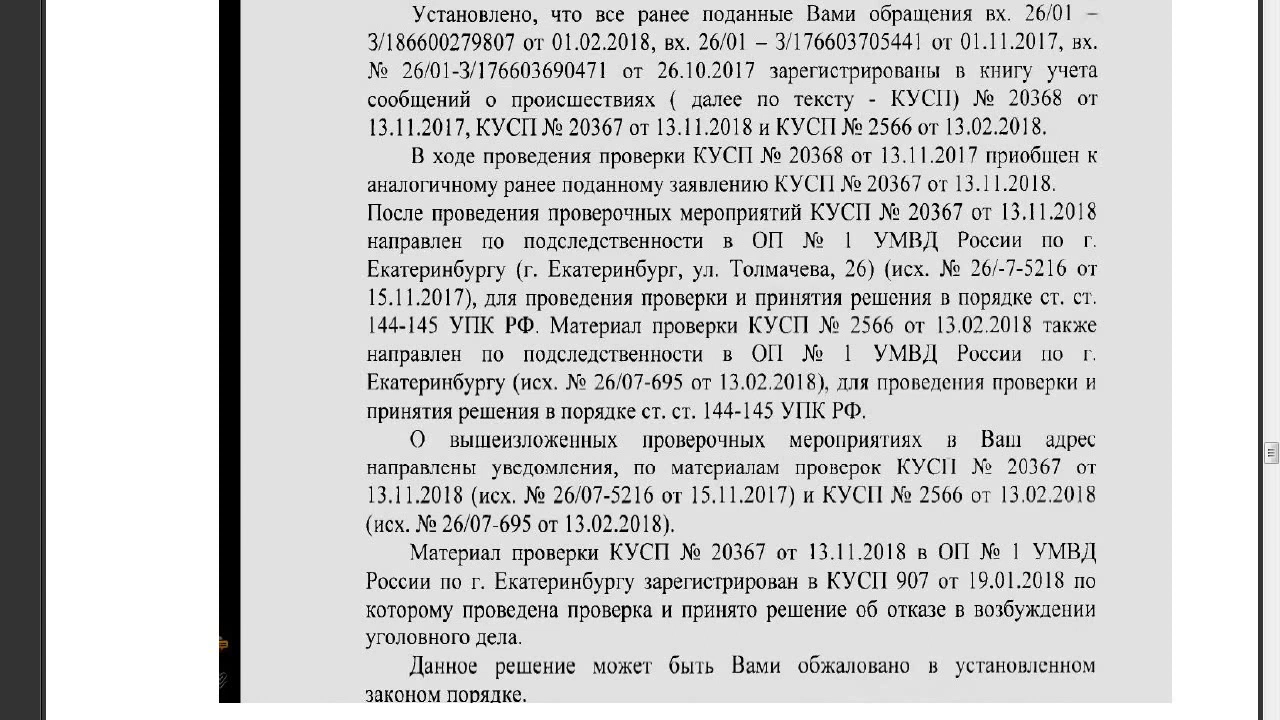 Установлено, что все ранее поданные Вами обращения вх. 26/01 –
3/186600279807 от 01.02.2018, вх. 26/01 – 3/176603705441 от 01.11.2017, вх.
№ 26/01-3/176603690471 от 26.10.2017 зарегистрированы в книгу учета
сообщений о происшествиях ( далее по тексту - КУСП) № 20368 от
13.11.2017, КУСП № 20367 от 13.11.2018 и КУСП № 2566 от 13.02.2018.
В ходе проведения проверки КУСП № 20368 от 13.11.2017 приобщен к
аналогичному ранее поданному заявлению КУСП № 20367 от 13.11.2018.
После проведения проверочных мероприятий КУСП № 20367 от 13.11.2018
направлен по подследственности в ОП № 1 УМВД России по г.
Екатеринбургу (г. Екатеринбург, ул. Толмачева, 26) (исх. № 26/-7-5216 от
15.11.2017), для проведения проверки и принятия решения в порядке ст. ст.
144-145 УПК РФ. Материал проверки КУСП № 2566 от 13.02.2018 также
направлен по подследственности в ОП № 1 УМВД России по г.
Екатеринбургу (исх. № 26/07-695 от 13.02.2018), для проведения проверки и
принятия решения в порядке ст. ст. 144-145 УПК РФ.
О вышеизложенных проверочных мероприятиях в Ваш адрес
направлены уведомления, по материалам проверок КУСП № 20367 от
13.11.2018 (исх. № 26/07-5216 от 15.11.2017) и КУСП № 2566 от 13.02.2018
(исх. № 26/07-695 от 13.02.2018).
Материал проверки КУСП № 20367 от 13.11.2018 в ОП № 1 УМВД
России по г. Екатеринбургу зарегистрирован в КУСП 907 от 19.01.2018 по
которому проведена проверка и принято решение об отказе в возбуждении
уголовного дела.
Данное решение может быть Вами обжаловано в установленном
законом порядке.